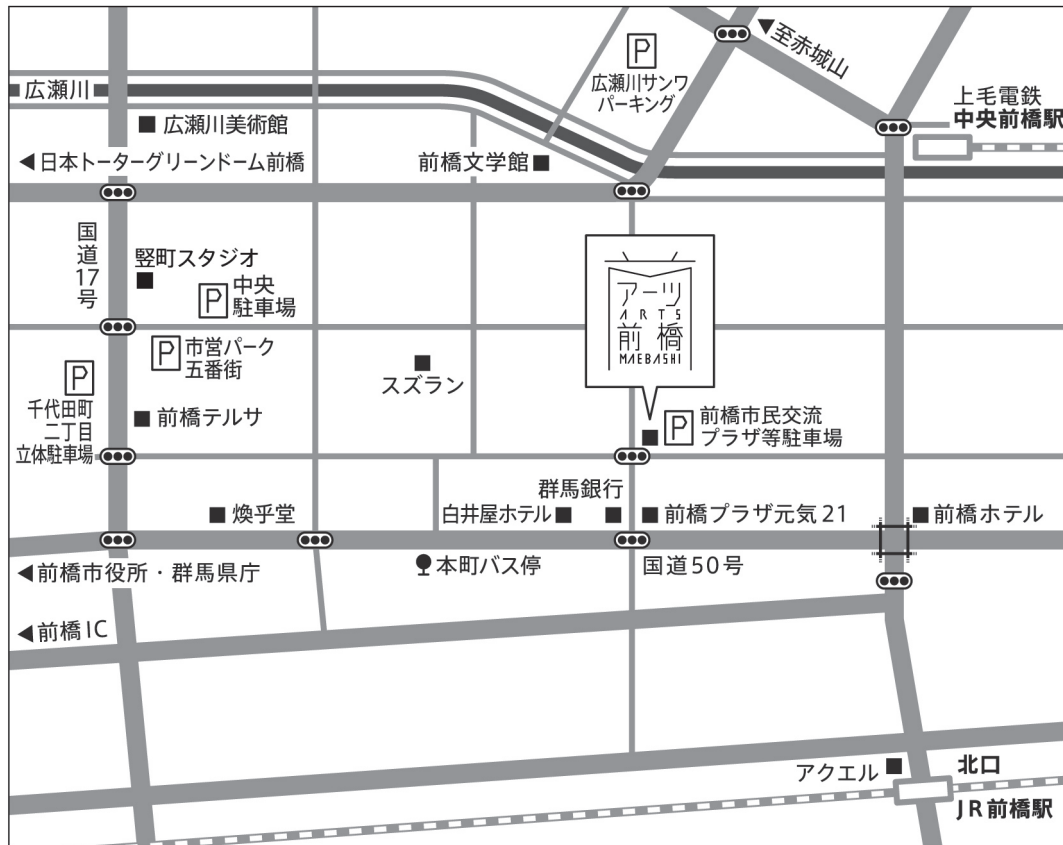 ▼至赤城山
P
広瀬川サンワ
パーキング
広瀬川
上毛電鉄
中央前橋駅
■広瀬川美術館
◀日本トーターグリーンドーム前橋
前橋文学館■
国道17号
竪町スタジオ
P 中央
駐車場
アーツ
ARTS
前橋
MAEBASHI
P 市営パーク
五番街
スズラン
P
千代田町
二丁目
立体駐車場
■前橋テルサ
P 前橋市民交流
プラザ等駐車場
群馬銀行
■煥乎堂
白井屋ホテル■
■前橋プラザ元気21
■前橋ホテル
本町バス停
国道50号
◀前橋市役所・群馬県庁
◀前橋IC
アクエル■
北口
JR前橋駅